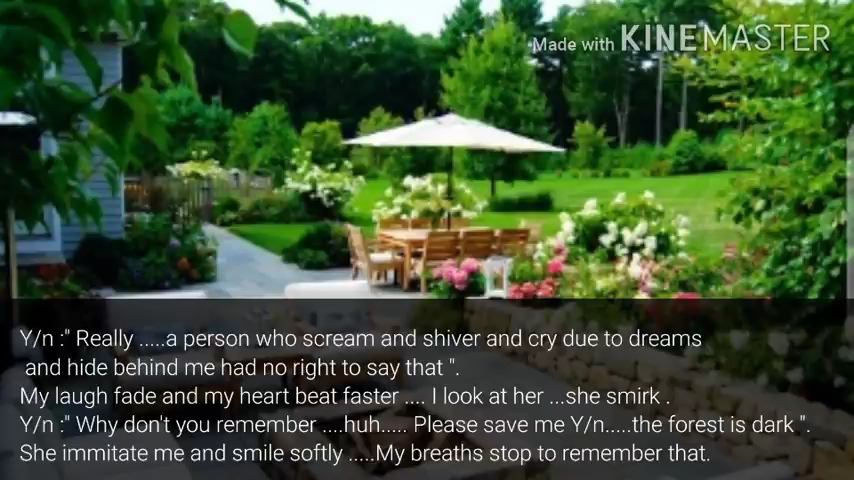 Made with KINEMASTER
Y/n :" Really .....a person who scream and shiver and cry due to dreams
and hide behind me had no right to say that ".
My laugh fade and my heart beat faster .... I look at her ...she smirk .
Y/n :" Why don't you remember ....huh..... Please save me Y/n.....the forest is dark ".
She immitate me and smile softly .....My breaths stop to remember that.